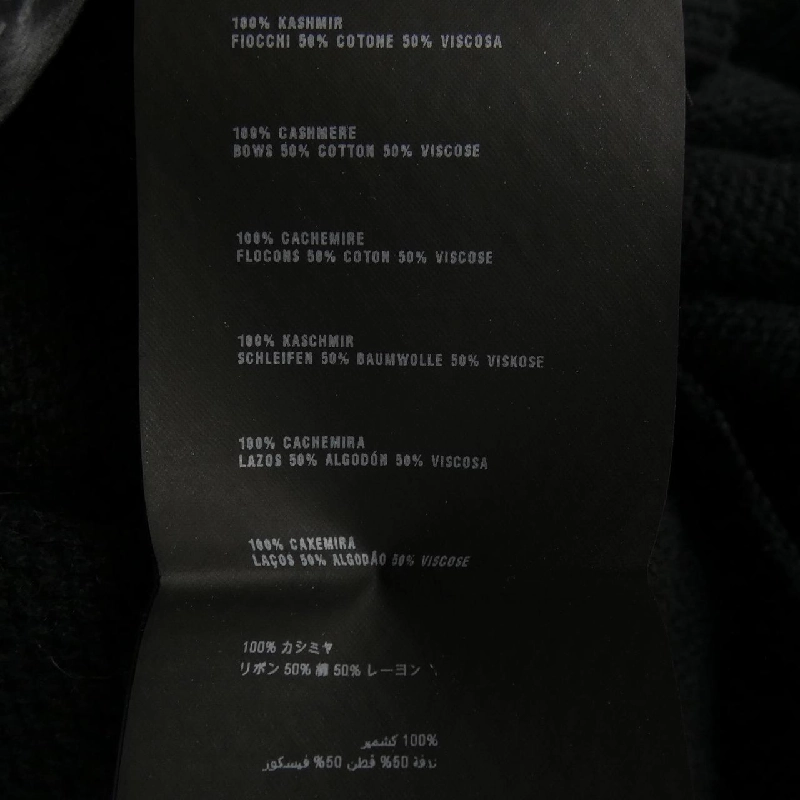 100% KASHMIR
FIOCCHI 50% COTONE 50% VISCOSA
100% CASHMERE
BOWS 50% COTTON 50% VISCOSE
100% CACHEMIRE
FLOCONS 50% COTON 50% VISCOSE
100% KASCHMIR
SCHLEIFEN 50% BAUMWOLLE 50% VISKOSE
100% CACHEMIRA
LAZOS 50% ALGODÓN 50% VISCOSA
100% CAXEMIRA
LAÇOS 50% ALGODÃO 50% VISCOSE
100% カシミヤ
リボン 50% 綿 50% レーヨン
100% كشمير
ندفة 50% قطن 50% فيسكور